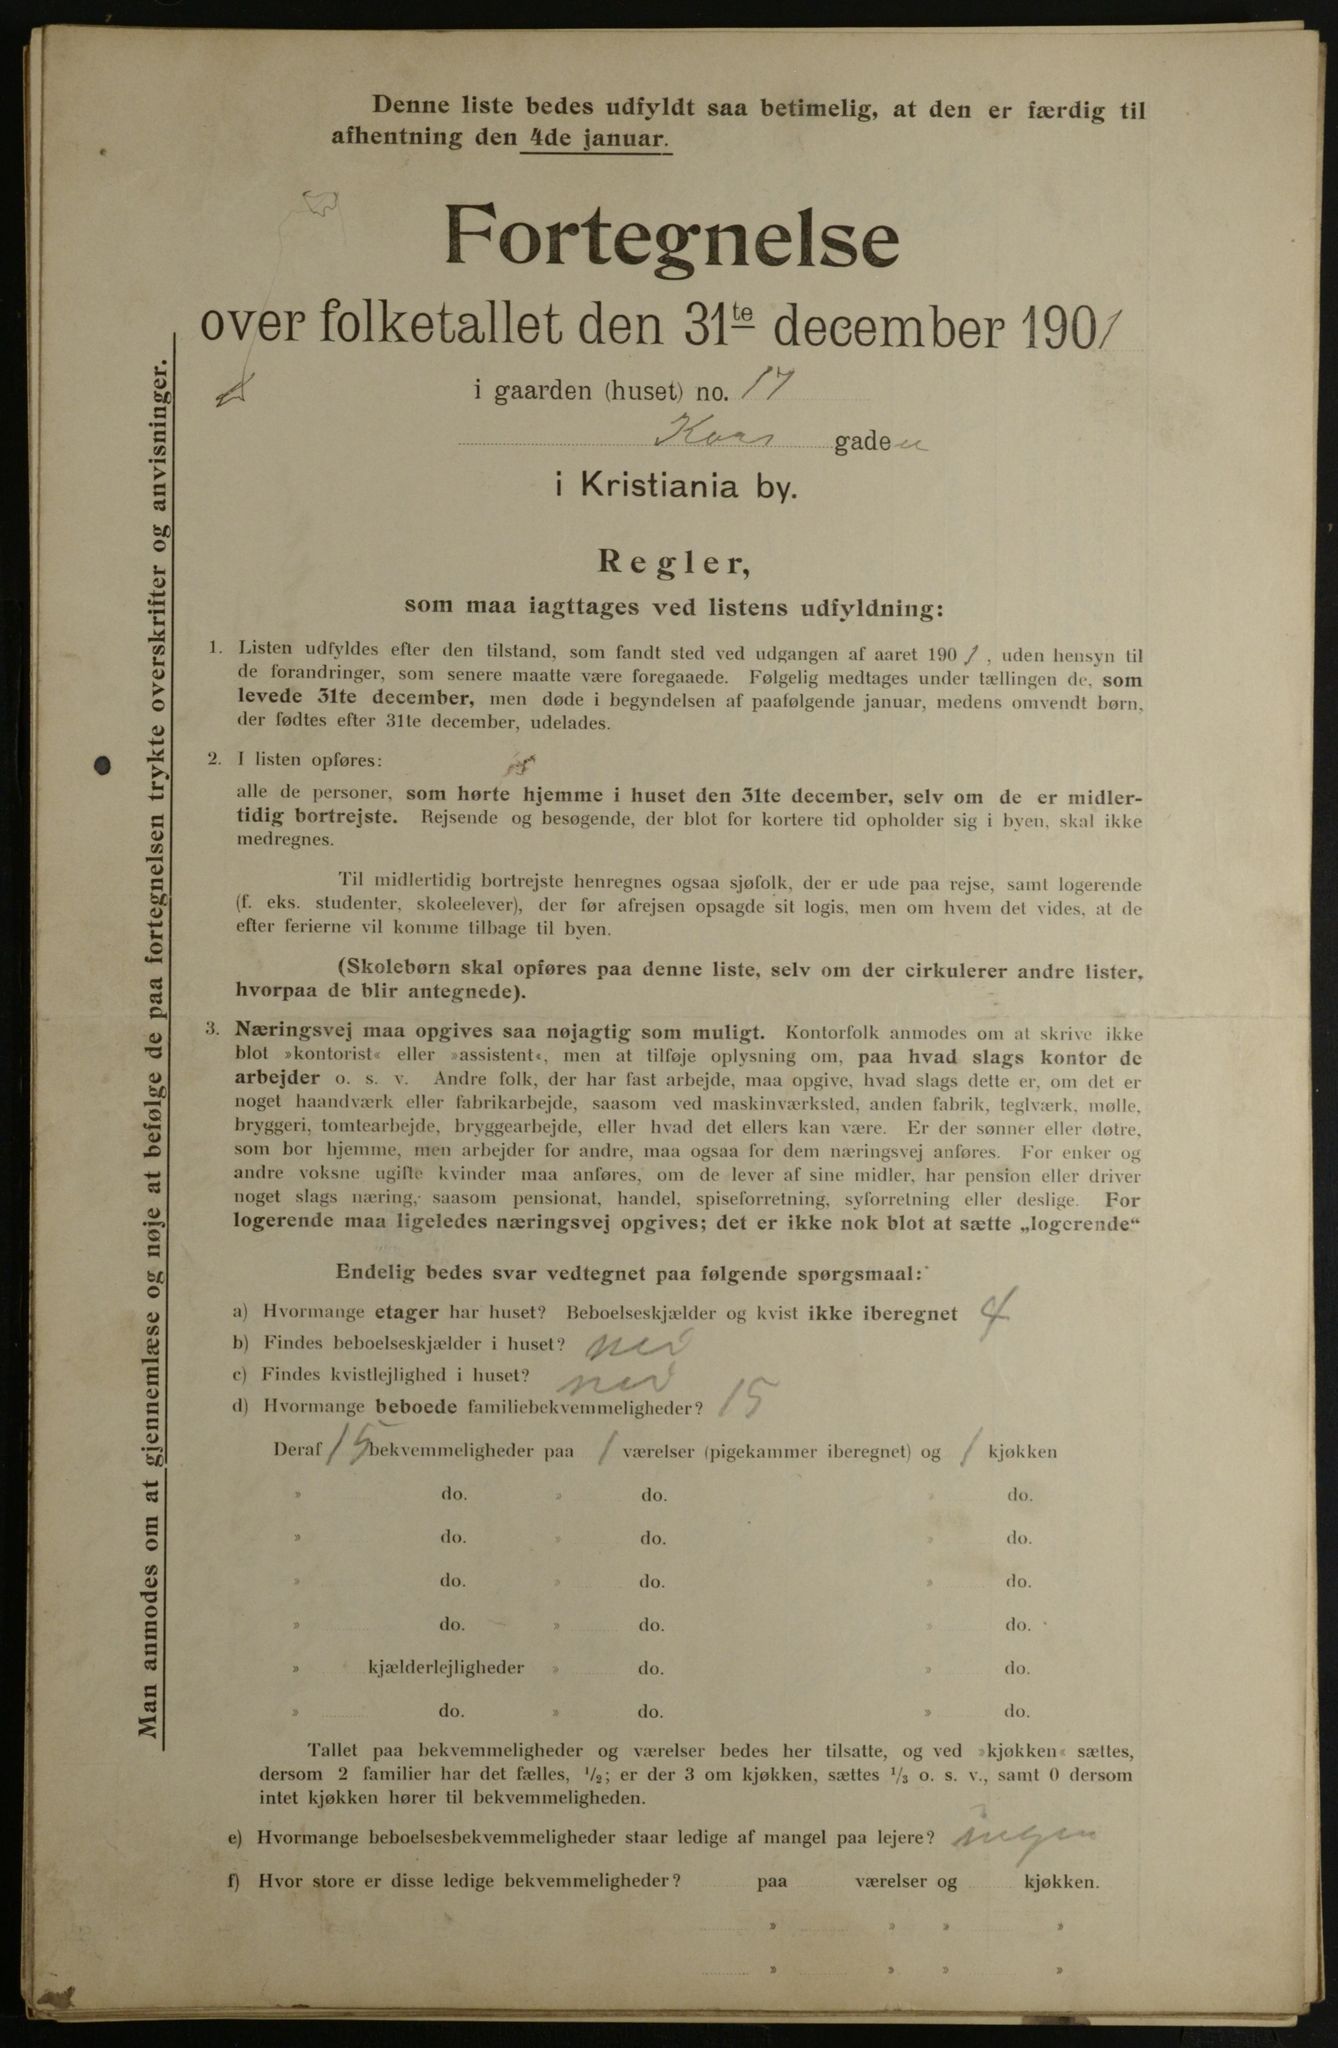 Denne liste bedes udfyldt saa betimelig, at den er færdig til
afhentning den 4de januar.
Fortegnelse
over folketallet den 31te december 1901
i gaarden (huset) no. 17
gaden
i Kristiania by.
Regler,
som maa iagttages ved listens udfyldning:
1. Listen udfyldes efter den tilstand, som fandt sted ved udgangen af aaret 1901, uden hensyn til
de forandringer, som senere maatte være foregaaede. Følgelig medtages under tællingen de, som
levede 31te december, men døde i begyndelsen af paafølgende januar, medens omvendt børn,
der fødtes efter 31te december, udelades.
2. I listen opføres:
alle de personer, som hørte hjemme i huset den 31te december, selv om de er midler-
tidig bortrejste. Rejsende og besøgende, der blot for kortere tid opholder sig i byen, skal ikke
medregnes.
Til midlertidig bortrejste henregnes ogsaa sjøfolk, der er ude paa rejse, samt logerende
(f. eks. studenter, skoleelever), der før afrejsen opsagde sit logis, men om hvem det vides, at de
efter ferierne vil komme tilbage til byen.
(Skolebørn skal opføres paa denne liste, selv om der cirkulerer andre lister,
hvorpaa de blir antegnede).
3. Næringsvej maa opgives saa nøjagtig som muligt. Kontorfolk anmodes om at skrive ikke
blot »kontorist« eller »assistent«, men at tilføje oplysning om, paa hvad slags kontor de
arbejder o. s. v. Andre folk, der har fast arbejde, maa opgive, hvad slags dette er, om det er
noget haandværk eller fabrikarbejde, saasom ved maskinværksted, anden fabrik, teglværk, mølle,
bryggeri, tomtearbejde, bryggearbejde, eller hvad det ellers kan være. Er der sønner eller døtre,
som bor hjemme, men arbejder for andre, maa ogsaa for dem næringsvej anføres. For enker og
andre voksne ugifte kvinder maa anføres, om de lever af sine midler, har pension eller driver
noget slags næring, saasom pensionat, handel, spiseforretning, syforretning eller deslige. For
logerende maa ligeledes næringsvej opgives; det er ikke nok blot at sætte „logerende“
Endelig bedes svar vedtegnet paa følgende spørgsmaal:
a) Hvormange etager har huset? Beboelseskjælder og kvist ikke iberegnet 4
b) Findes beboelseskjælder i huset? nei
c) Findes kvistlejlighed i huset? nei
d) Hvormange beboede familiebekvemmeligheder? 15
Deraf 15 bekvemmeligheder paa 1 værelser (pigekammer iberegnet) og 1 kjøkken
» do. » do. » do.
» do. » do. » do.
» do. » do. » do.
» do. » do. » do.
» kjælderlejligheder » do. » do.
» do. » do. » do.
Tallet paa bekvemmeligheder og værelser bedes her tilsatte, og ved »kjøkken« sættes,
dersom 2 familier har det fælles, 1/2; er der 3 om kjøkken, sættes 1/3 o. s. v., samt 0 dersom
intet kjøkken hører til bekvemmeligheden.
e) Hvormange beboelsesbekvemmeligheder staar ledige af mangel paa lejere? ingen
f) Hvor store er disse ledige bekvemmeligheder? paa værelser og kjøkken.
» » » »
» » » »
Man anmodes om at gjennemlæse og nøje at befølge de paa fortegnelsen trykte overskrifter og anvisninger.